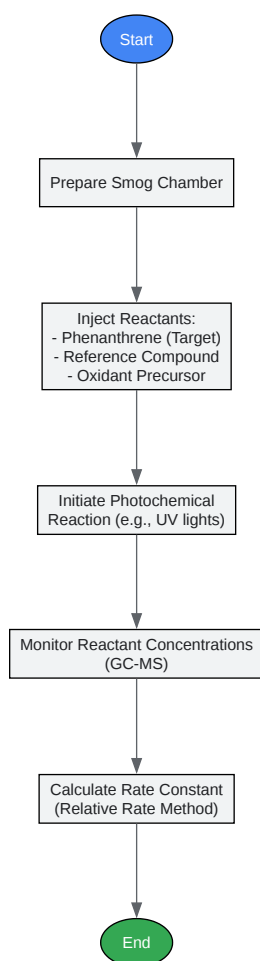 Start
Prepare Smog Chamber
Inject Reactants:
- Phenanthrene (Target)
- Reference Compound
- Oxidant Precursor
Initiate Photochemical
Reaction (e.g., UV lights)
Monitor Reactant Concentrations
(GC-MS)
Calculate Rate Constant
(Relative Rate Method)
End